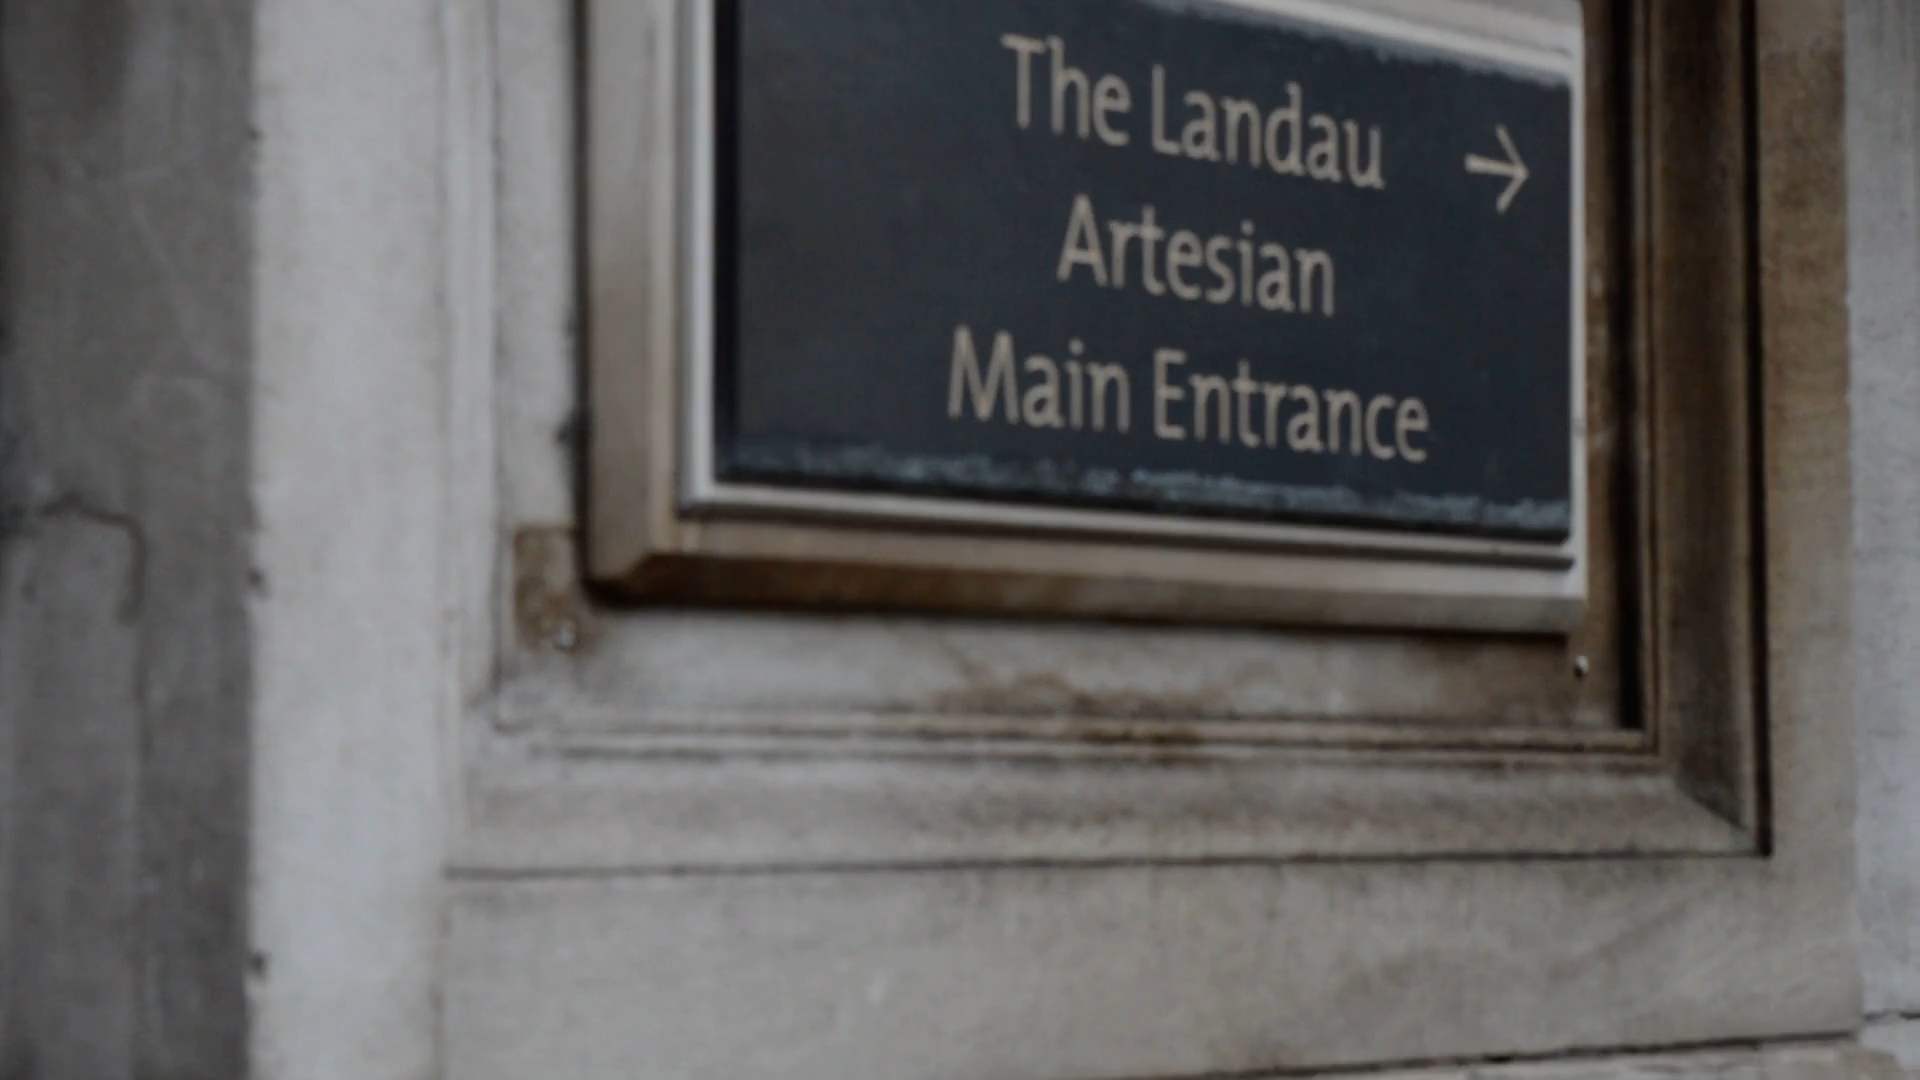 The Landau →
Artesian
Main Entrance